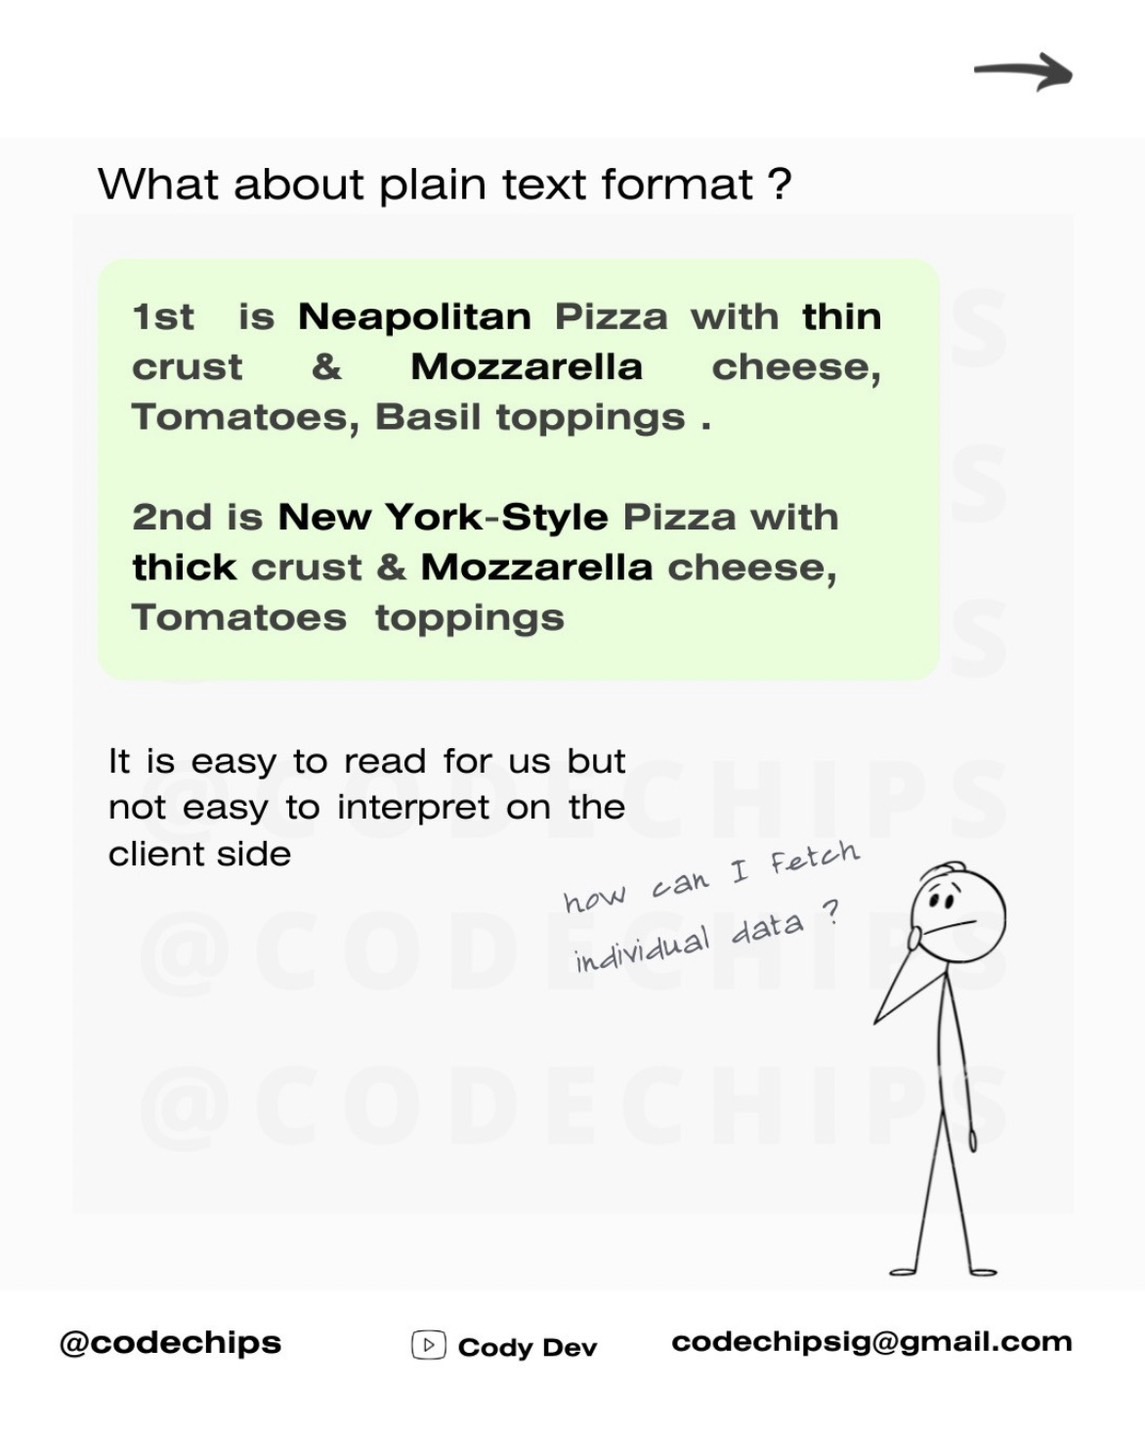 What about plain text format ?
1st is Neapolitan Pizza with thin
crust & Mozzarella cheese,
Tomatoes, Basil toppings .
2nd is New York-Style Pizza with
thick crust & Mozzarella cheese,
Tomatoes toppings
It is easy to read for us but
not easy to interpret on the
client side
how can I Fetch
individual data ?
@CODECHIPS
@CODECHIPS
@CODECHIPS
@codechips
Cody Dev
codechipsig@gmail.com